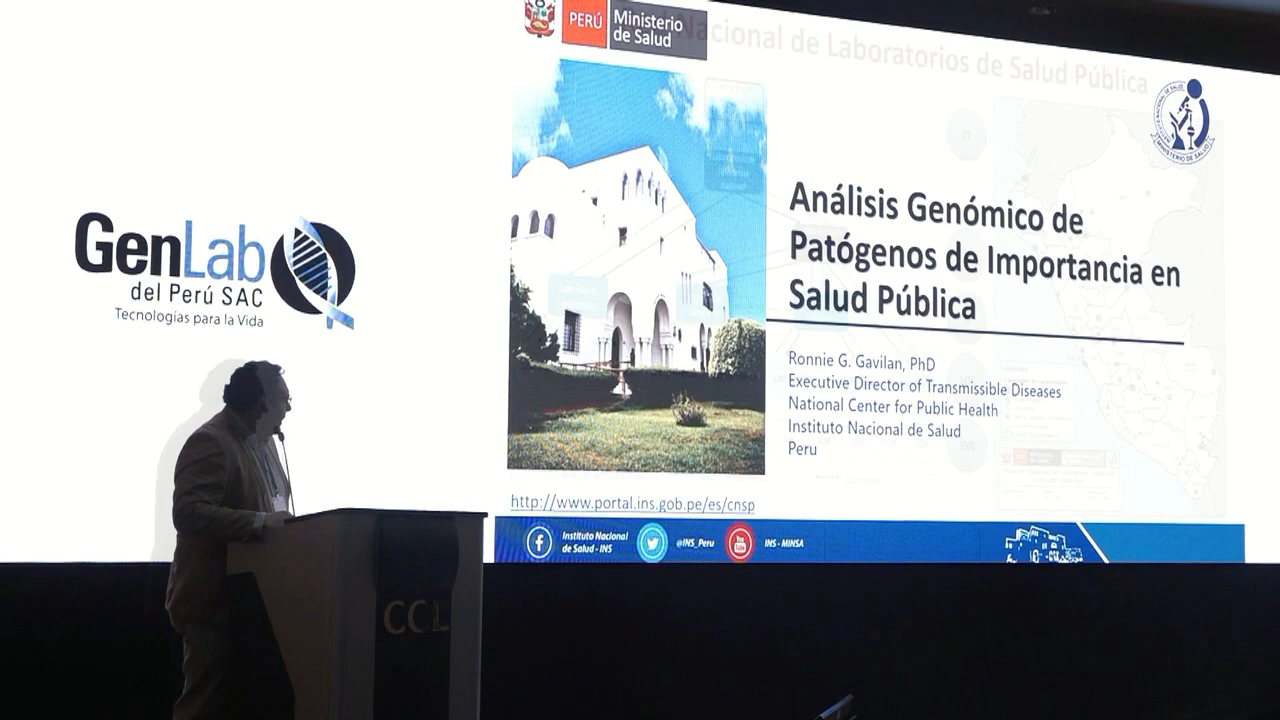 PERÚ
Ministerio
de Salud
Nacional de Laboratorios de Salud Pública
GenLab
del Perú SAC
Tecnologías para la Vida
Análisis Genómico de
Patógenos de Importancia en
Salud Pública
Ronnie G. Gavilan, PhD
Executive Director of Transmissible Diseases
National Center for Public Health
Instituto Nacional de Salud
Peru
http://www.portal.ins.gob.pe/es/cnsp
Instituto Nacional
de Salud - INS
@INS_Peru
INS - MINSA
CCL